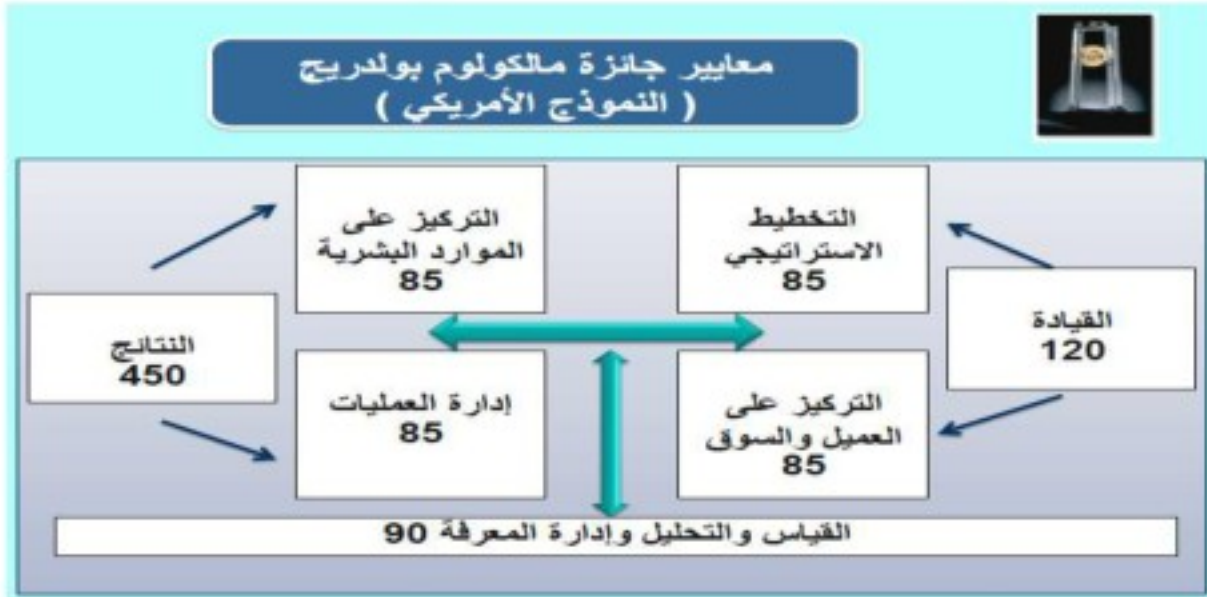 معايير جائزة مالكولوم بولدريج
( النموذج الأمريكي )
التخطيط
الاستراتيجي
85
التركيز على
الموارد البشرية
85
القيادة
120
النتائج
450
التركيز على
العميل والسوق
85
إدارة العمليات
85
القياس والتحليل وإدارة المعرفة 90